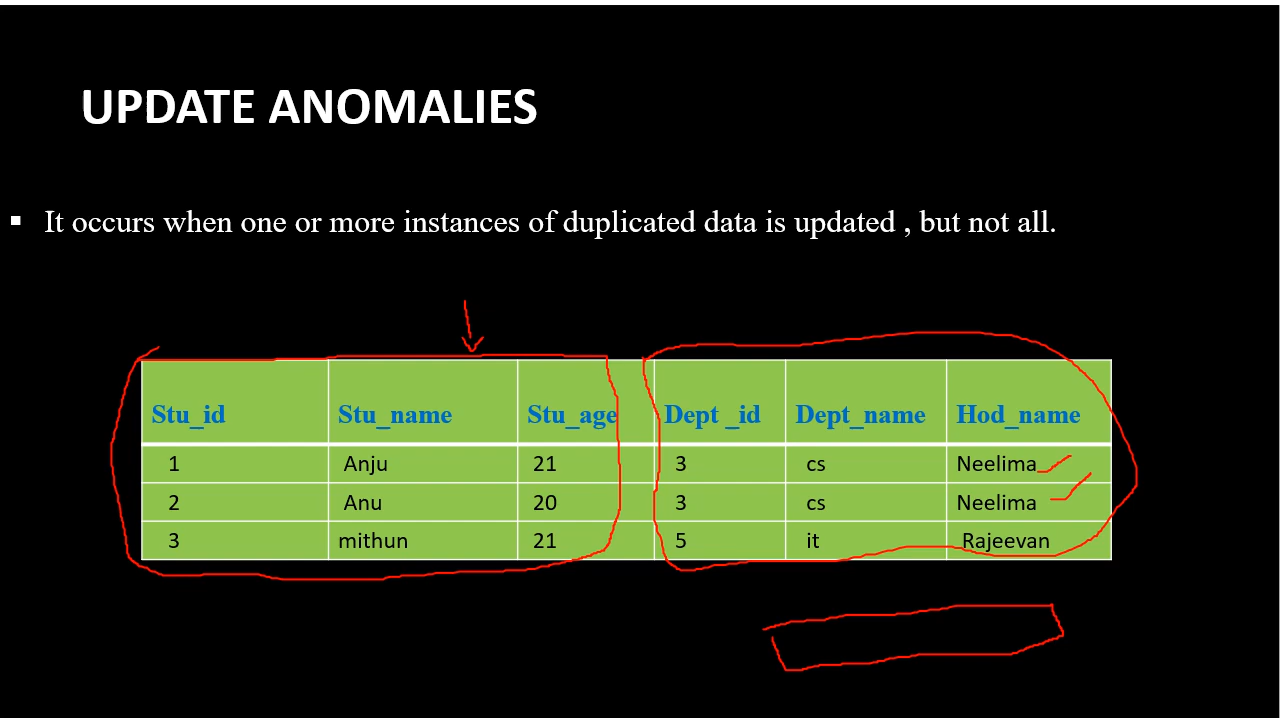 UPDATE ANOMALIES
▪ It occurs when one or more instances of duplicated data is updated , but not all.
Stu_id Stu_name Stu_age Dept _id Dept_name Hod_name
1 Anju 21 3 cs Neelima
2 Anu 20 3 cs Neelima
3 mithun 21 5 it Rajeevan